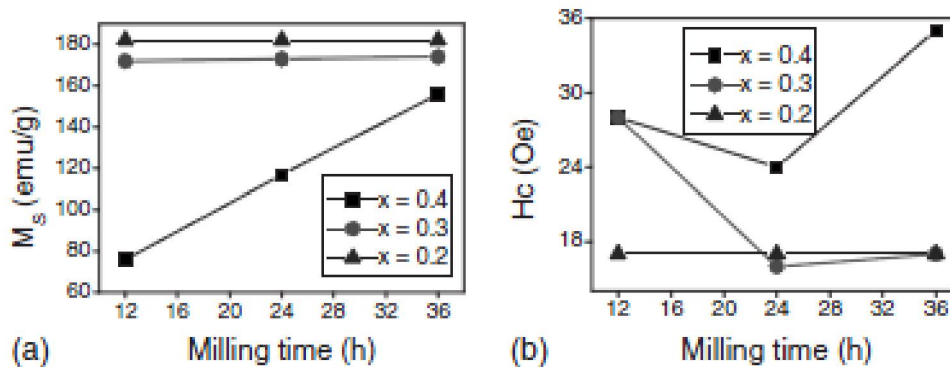 180
160
140
120
100
80
60
M_S (emu/g)
x = 0.4
x = 0.3
x = 0.2
12 16 20 24 28 32 36
(a) Milling time (h)
36
30
24
18
Hc (Oe)
x = 0.4
x = 0.3
x = 0.2
12 16 20 24 28 32 36
(b) Milling time (h)